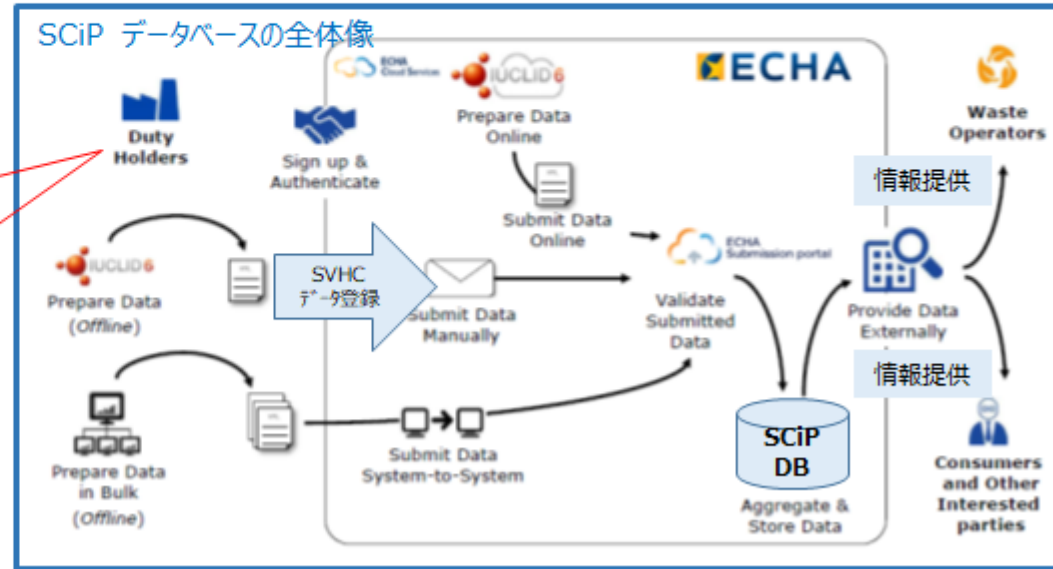 SCiP データベースの全体像
Duty
Holders
ECHA
Cloud Services
IUCLID 6
ECHA
Sign up &
Authenticate
Prepare Data
Online
Submit Data
Online
Waste
Operators
情報提供
IUCLID 6
Prepare Data
(Offline)
SVHC
データ登録
Submit Data
Manually
ECHA
Submission portal
Validate
Submitted
Data
Provide Data
Externally
情報提供
Prepare Data
in Bulk
(Offline)
Submit Data
System-to-System
SCiP
DB
Aggregate &
Store Data
Consumers
and Other
Interested
parties